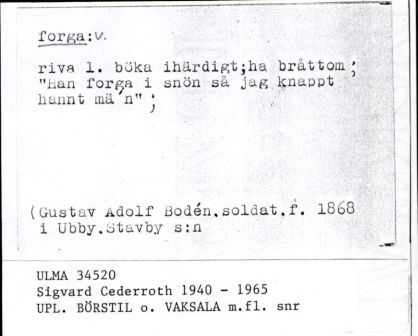 forga:v.
riva l. böka ihärdigt;ha bråttom ;
"Han forga i snön så jag knappt
hannt mä´n" ;
(Gustav Adolf Bodén.soldat.f. 1868
i Ubby.Stavby s:n
ULMA 34520
Sigvard Cederroth 1940 - 1965
UPL. BÖRSTIL o. VAKSALA m.fl. snr